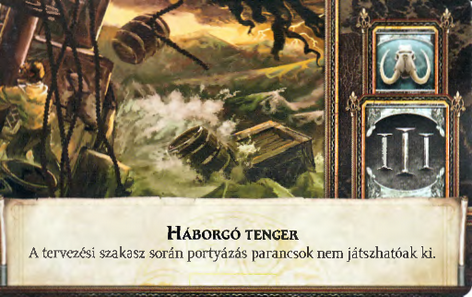 Háborgó tenger
A tervezési szakasz során portyázás parancsok nem játszhatóak ki.